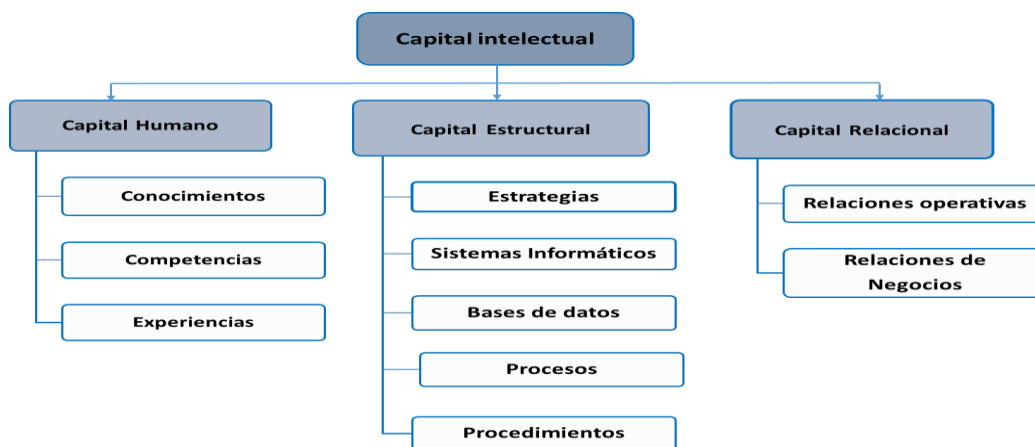 Capital intelectual
Capital Humano
Conocimientos
Competencias
Experiencias
Capital Estructural
Estrategias
Sistemas Informáticos
Bases de datos
Procesos
Procedimientos
Capital Relacional
Relaciones operativas
Relaciones de
Negocios